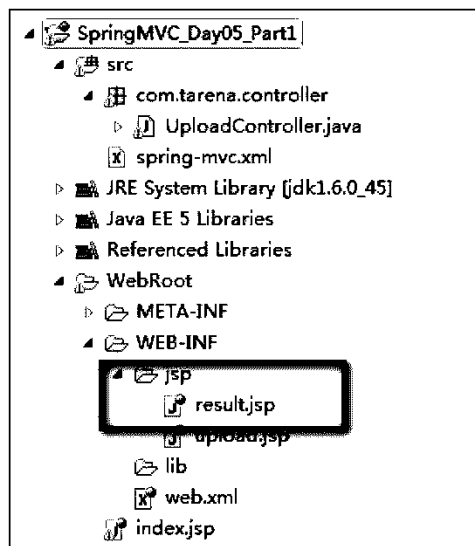 SpringMVC_Day05_Part1
src
com.tarena.controller
UploadController.java
spring-mvc.xml
JRE System Library [jdk1.6.0_45]
Java EE 5 Libraries
Referenced Libraries
WebRoot
META-INF
WEB-INF
jsp
result.jsp
upload.jsp
lib
web.xml
index.jsp